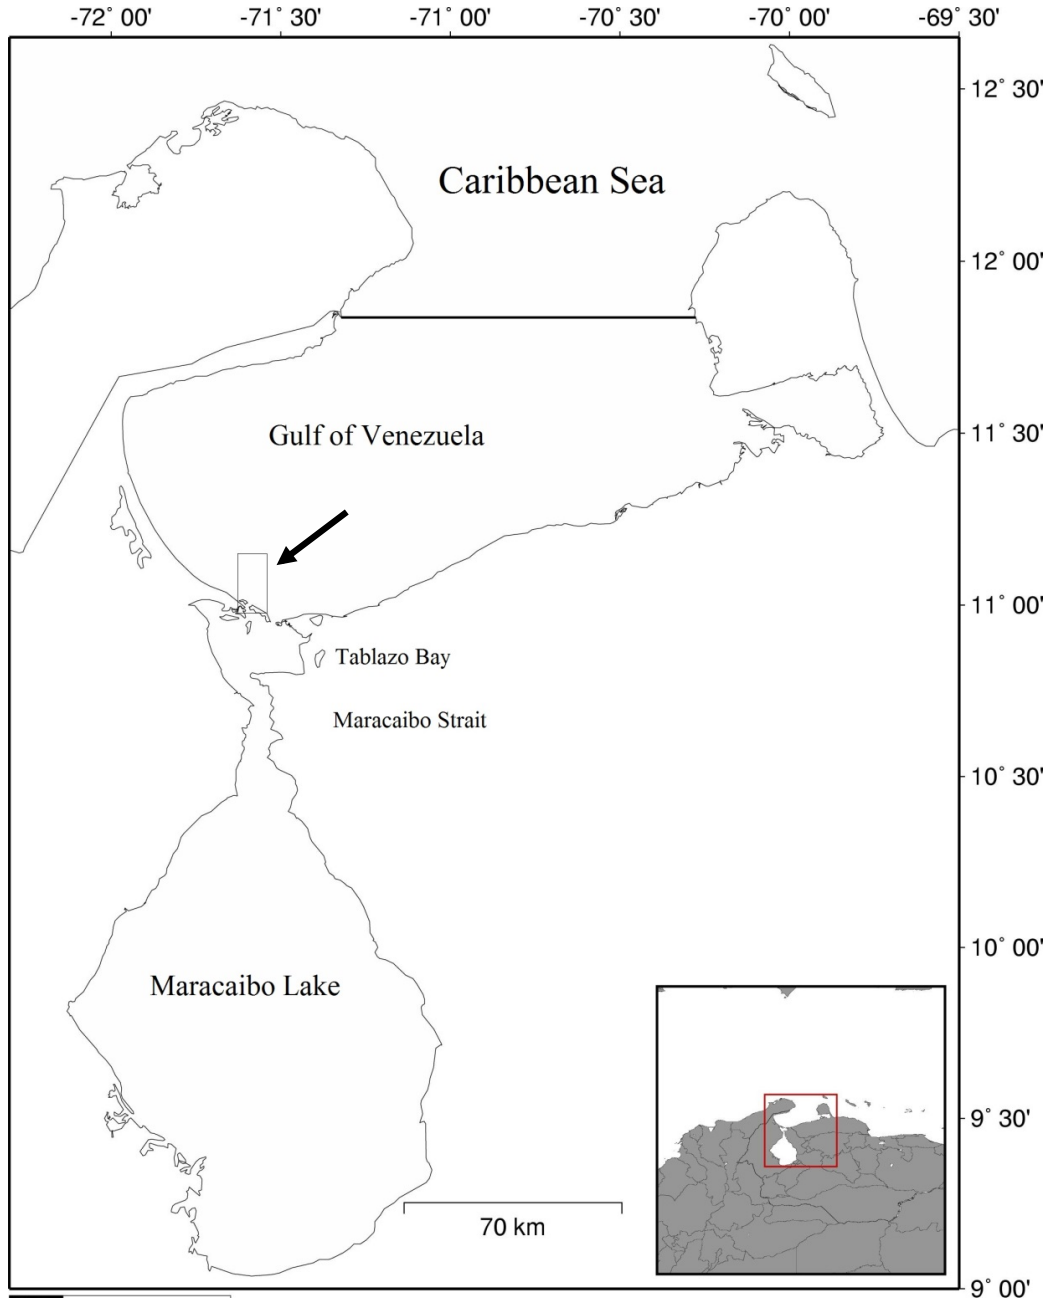 -72° 00' -71° 30' -71° 00' -70° 30' -70° 00' -69° 30'
12° 30'
Caribbean Sea
12° 00'
Gulf of Venezuela
11° 30'
11° 00'
Tablazo Bay
Maracaibo Strait
10° 30'
10° 00'
Maracaibo Lake
9° 30'
70 km
9° 00'